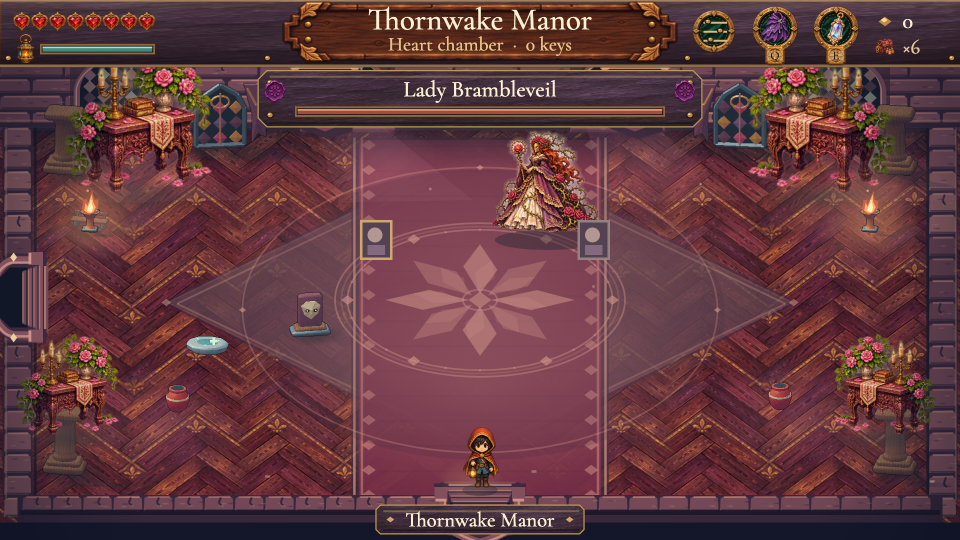 Thornwake Manor
Heart chamber · 0 keys
Q
E
0
×6
Lady Brambleveil
Thornwake Manor